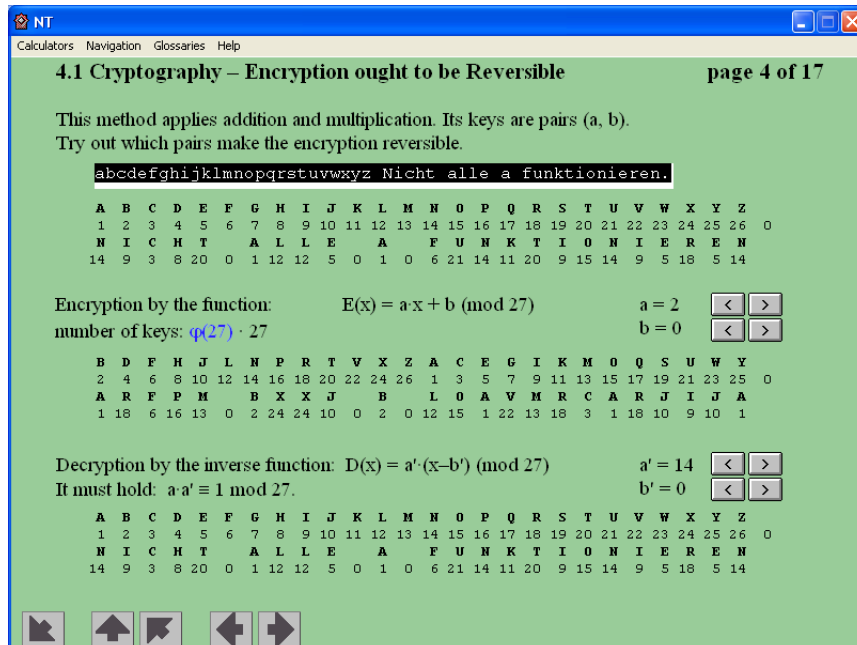 NT
Calculators Navigation Glossaries Help
4.1 Cryptography – Encryption ought to be Reversible page 4 of 17
This method applies addition and multiplication. Its keys are pairs (a, b).
Try out which pairs make the encryption reversible.
abcdefghijklmnopqrstuvwxyz Nicht alle a funktionieren.
A B C D E F G H I J K L M N O P Q R S T U V W X Y Z
1 2 3 4 5 6 7 8 9 10 11 12 13 14 15 16 17 18 19 20 21 22 23 24 25 26 0
N I C H T A L L E A F U N K T I O N I E R E N
14 9 3 8 20 0 1 12 12 5 0 1 0 6 21 14 11 20 9 15 14 9 5 18 5 14
Encryption by the function: E(x) = a·x + b (mod 27) a = 2 < >
number of keys: φ(27) · 27 b = 0 < >
B D F H J L N P R T V X Z A C E G I K M O Q S U W Y
2 4 6 8 10 12 14 16 18 20 22 24 26 1 3 5 7 9 11 13 15 17 19 21 23 25 0
A R F P M B X X J B L O A V M R C A R J I J A
1 18 6 16 13 0 2 24 24 10 0 2 0 12 15 1 22 13 18 3 1 18 10 9 10 1
Decryption by the inverse function: D(x) = a'·(x–b') (mod 27) a' = 14 < >
It must hold: a·a' ≡ 1 mod 27. b' = 0 < >
A B C D E F G H I J K L M N O P Q R S T U V W X Y Z
1 2 3 4 5 6 7 8 9 10 11 12 13 14 15 16 17 18 19 20 21 22 23 24 25 26 0
N I C H T A L L E A F U N K T I O N I E R E N
14 9 3 8 20 0 1 12 12 5 0 1 0 6 21 14 11 20 9 15 14 9 5 18 5 14